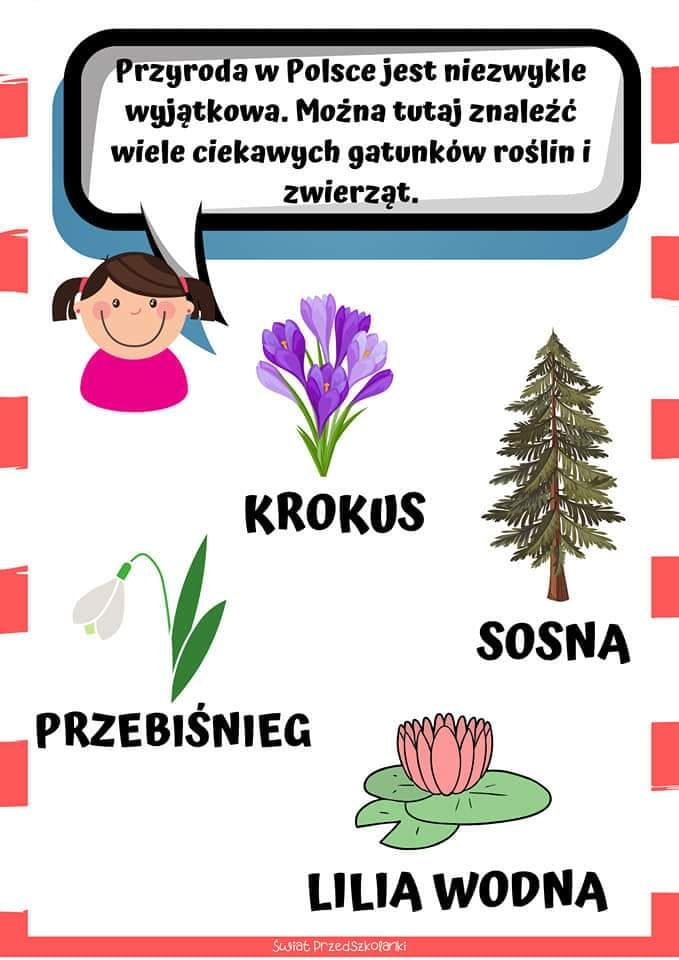 Przyroda w Polsce jest niezwykle
wyjątkowa. Można tutaj znaleźć
wiele ciekawych gatunków roślin i
zwierząt.
KROKUS
SOSNA
PRZEBIŚNIEG
LILIA WODNA
Świat Przedszkolanki